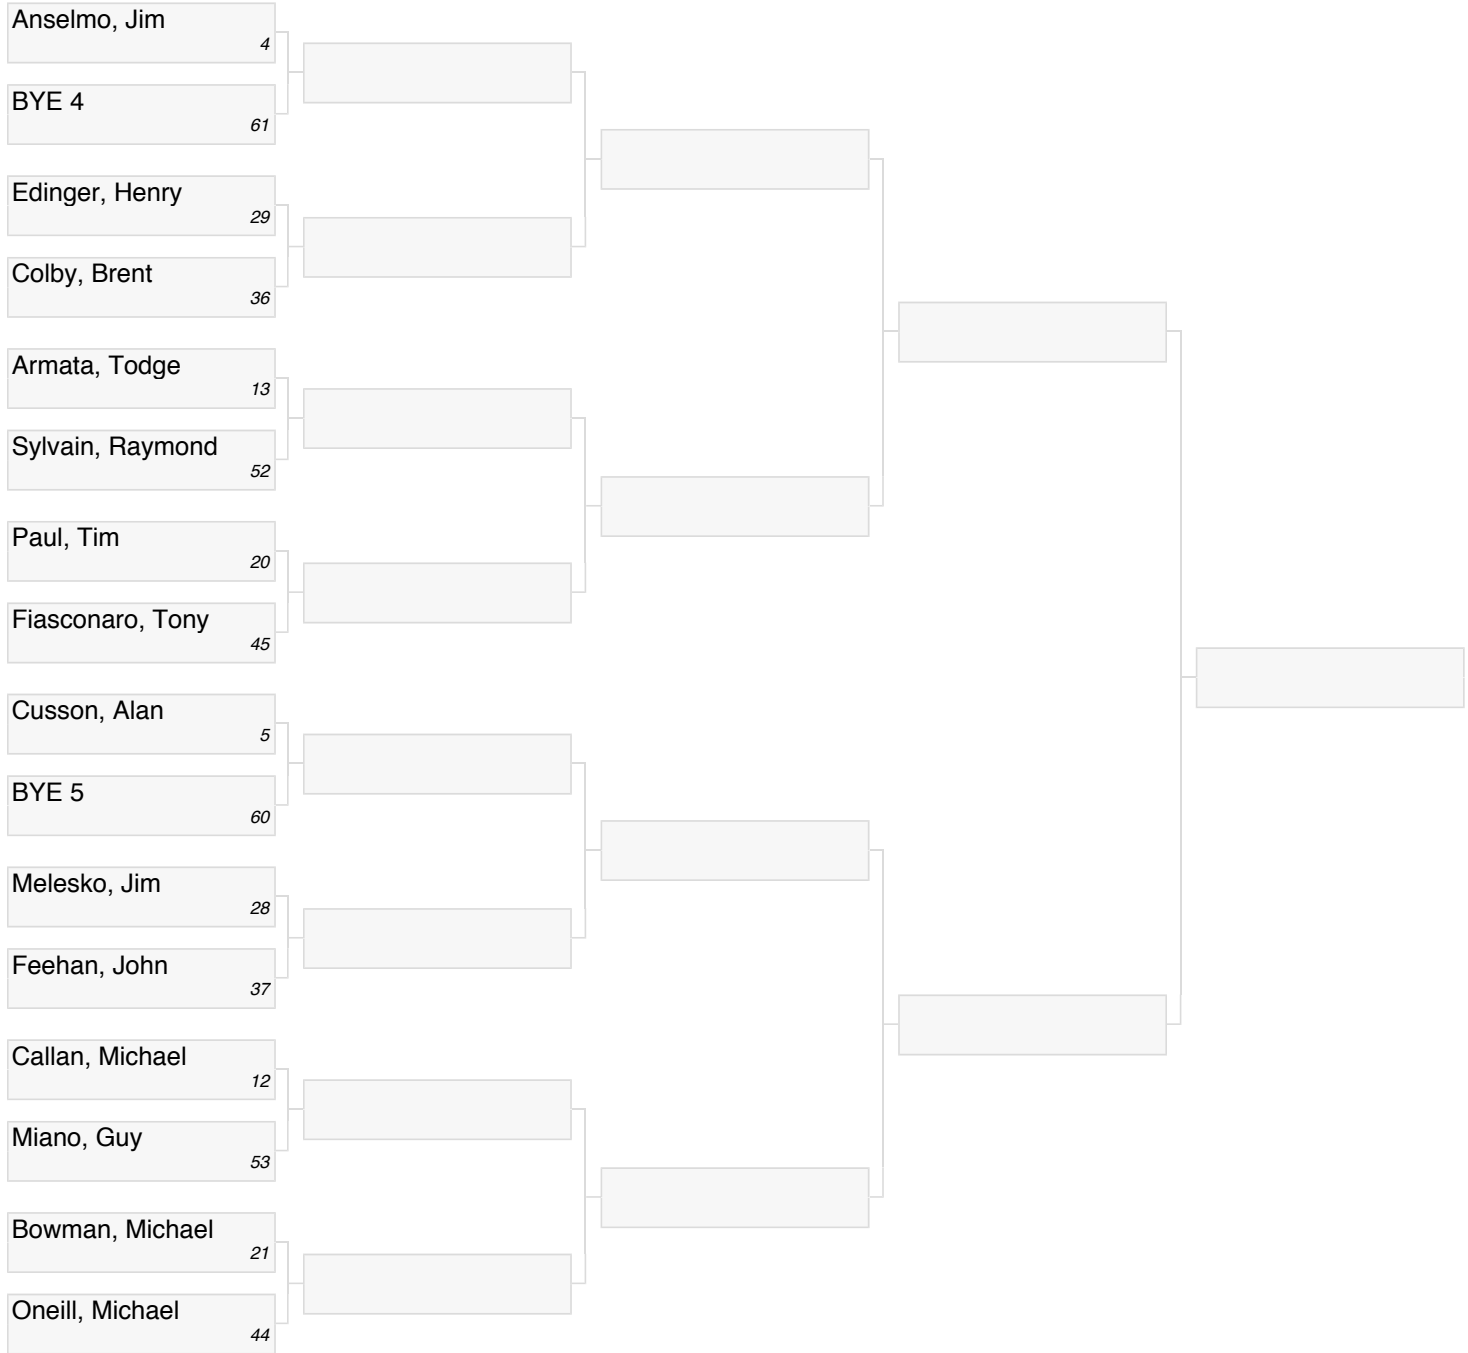 Anselmo, Jim
4
BYE 4
61
Edinger, Henry
29
Colby, Brent
36
Armata, Todge
13
Sylvain, Raymond
52
Paul, Tim
20
Fiasconaro, Tony
45
Cusson, Alan
5
BYE 5
60
Melesko, Jim
28
Feehan, John
37
Callan, Michael
12
Miano, Guy
53
Bowman, Michael
21
Oneill, Michael
44